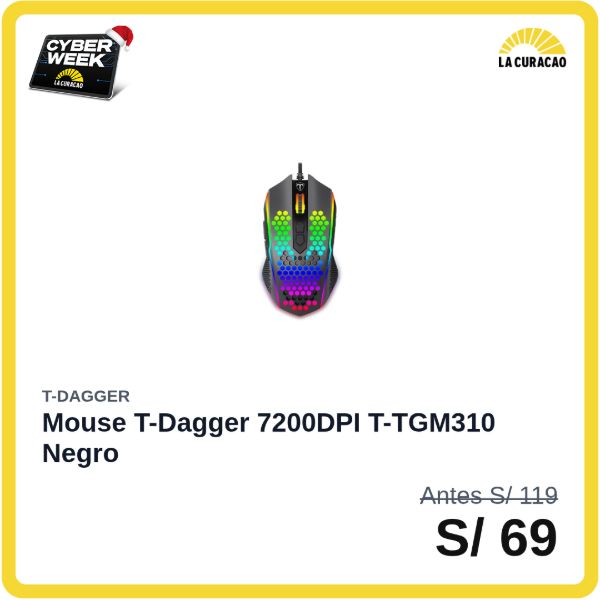 CYBER
WEEK
LA CURACAO
LA CURACAO
T-DAGGER
Mouse T-Dagger 7200DPI T-TGM310
Negro
Antes S/ 119
S/ 69